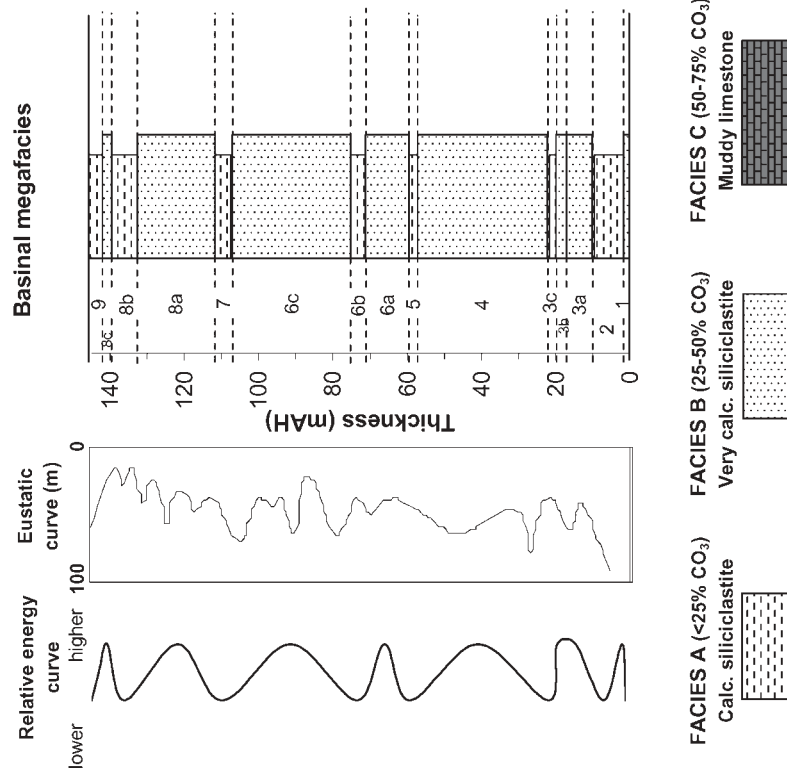 Basinal megafacies
9
8c
8b
8a
7
6c
6b
6a
5
4
3c
3b
3a
2
1
140
120
100
80
60
40
20
0
Thickness (mAH)
Eustatic
curve (m)
0
100
Relative energy
curve
higher
lower
FACIES A (<25% CO₃)
Calc. siliciclastite
FACIES B (25-50% CO₃)
Very calc. siliciclastite
FACIES C (50-75% CO₃)
Muddy limestone